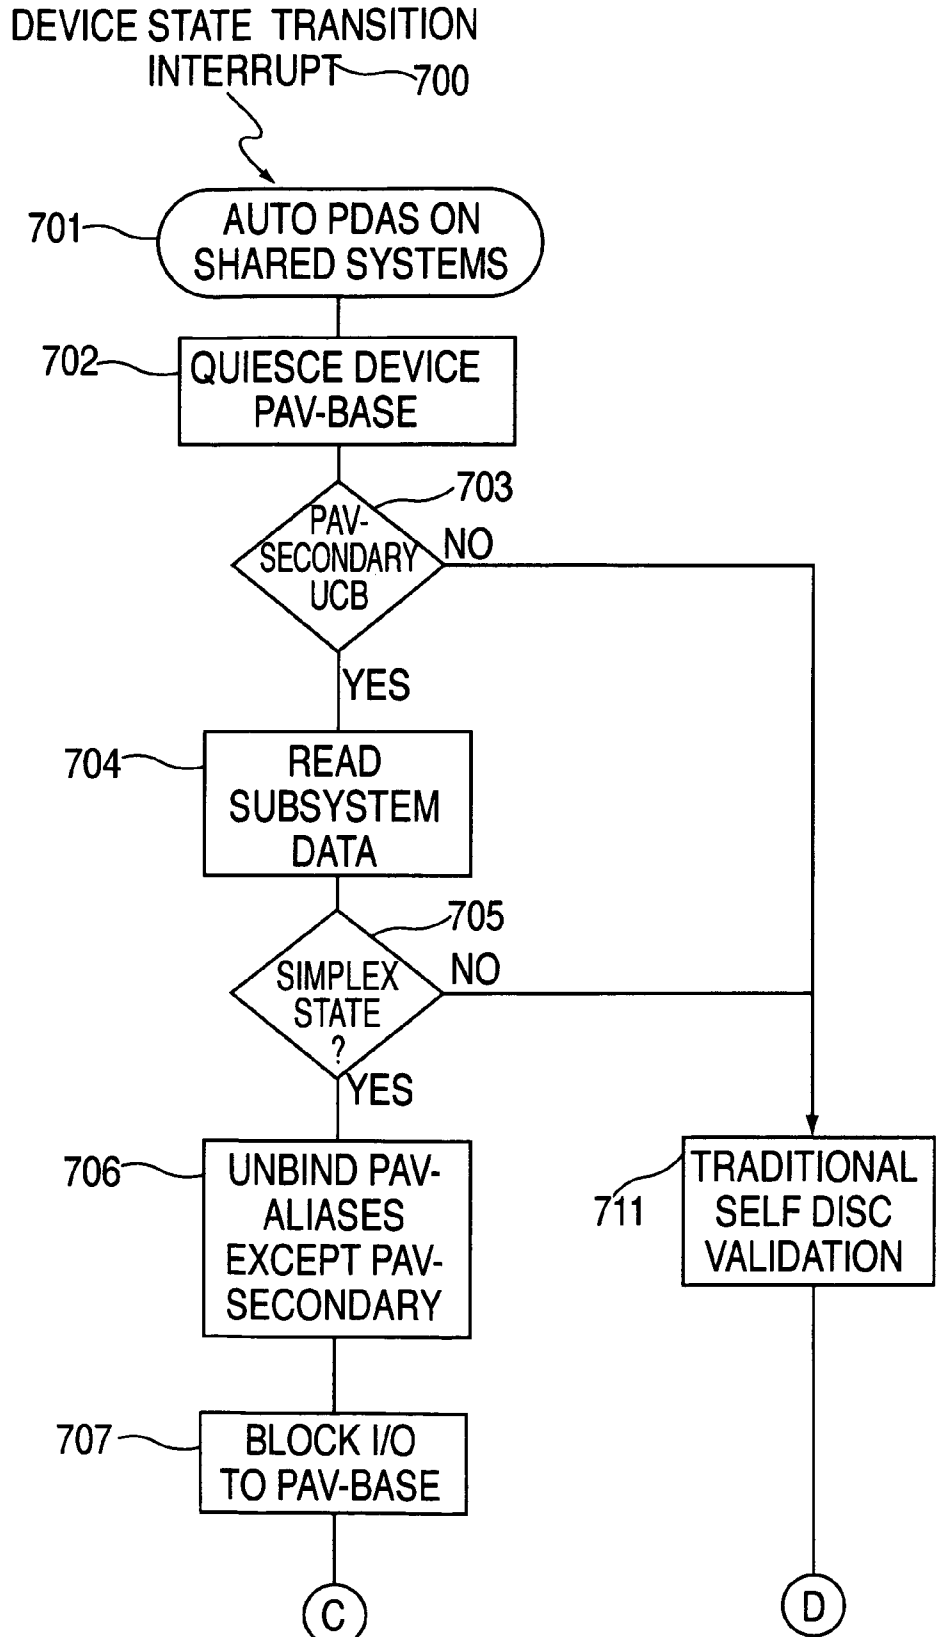 DEVICE STATE TRANSITION
INTERRUPT 700
701
AUTO PDAS ON
SHARED SYSTEMS
702
QUIESCE DEVICE
PAV-BASE
703
PAV-
SECONDARY
UCB
NO
YES
704
READ
SUBSYSTEM
DATA
705
SIMPLEX
STATE
?
NO
YES
706
UNBIND PAV-
ALIASES
EXCEPT PAV-
SECONDARY
711
TRADITIONAL
SELF DISC
VALIDATION
707
BLOCK I/O
TO PAV-BASE
C
D